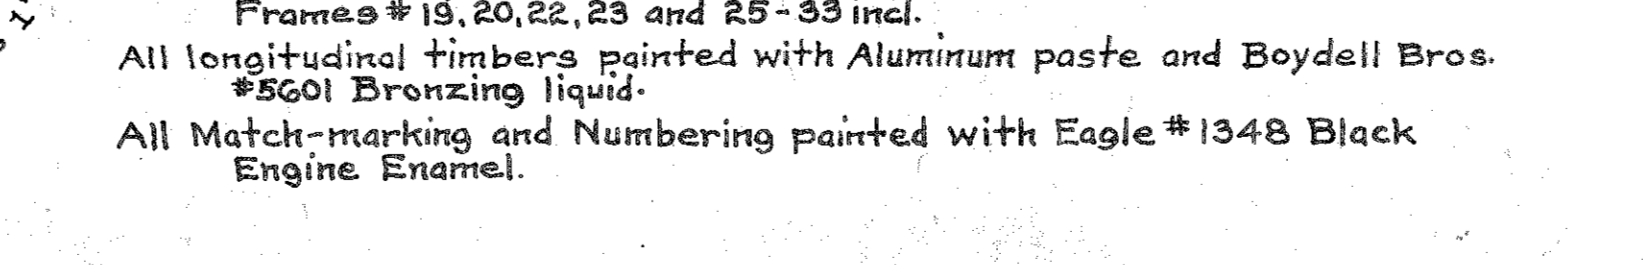 Frames # 19, 20, 22, 23 and 25-33 incl.
All longitudinal timbers painted with Aluminum paste and Boydell Bros.
#5601 Bronzing liquid.
All Match-marking and Numbering painted with Eagle # 1348 Black
Engine Enamel.